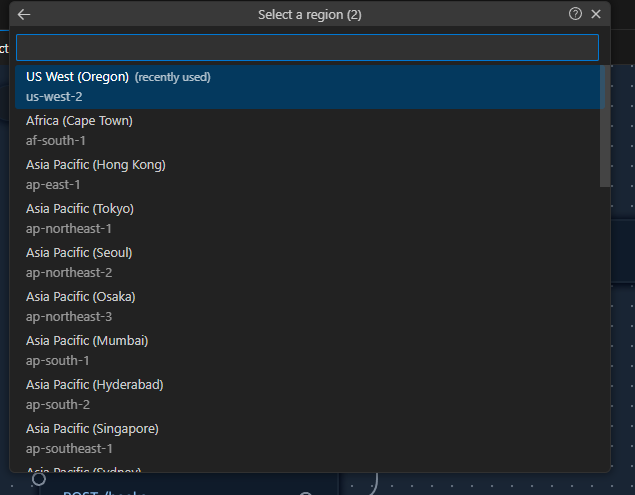 Select a region (2)
ct
US West (Oregon) (recently used)
us-west-2
Africa (Cape Town)
af-south-1
Asia Pacific (Hong Kong)
ap-east-1
Asia Pacific (Tokyo)
ap-northeast-1
Asia Pacific (Seoul)
ap-northeast-2
Asia Pacific (Osaka)
ap-northeast-3
Asia Pacific (Mumbai)
ap-south-1
Asia Pacific (Hyderabad)
ap-south-2
Asia Pacific (Singapore)
ap-southeast-1
Asia Pacific (Sydney)
POST /books